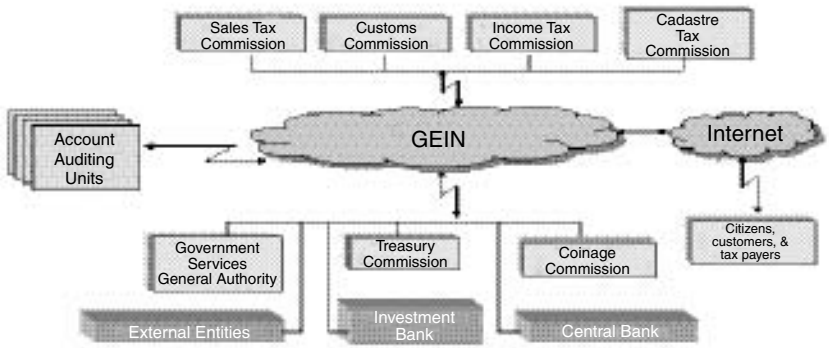 Sales Tax
Commission
Customs
Commission
Income Tax
Commission
Cadastre
Tax
Commission
Account
Auditing
Units
GEIN
Internet
Government
Services
General Authority
Treasury
Commission
Coinage
Commission
Citizens,
customers, &
tax payers
External Entities
Investment
Bank
Central Bank